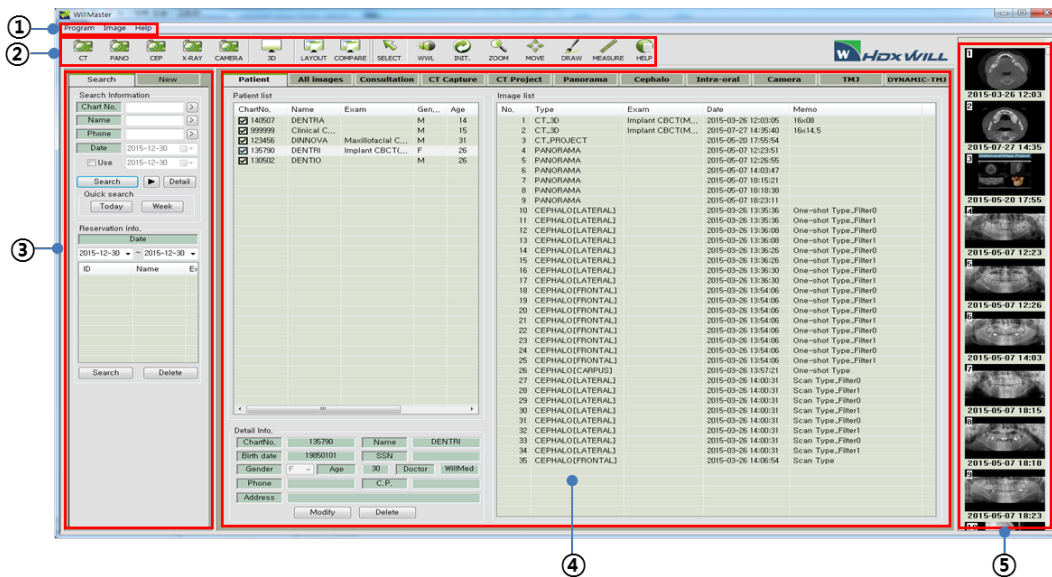 WillMaster
①
Program Image Help
②
CT PANO CEP X-RAY CAMERA 3D LAYOUT COMPARE SELECT WWL INIT. ZOOM MOVE DRAW MEASURE HELP
W HDXWILL
Search New
Search Information
Chart No, >
Name >
Phone >
Date 2015-12-30
Use 2015-12-30
Search ▶ Detail
Quick search
Today Week
③
Reservation info,
Date
2015-12-30 ~ 2015-12-30
ID Name Ex
Search Delete
Patient All images Consultation CT Capture CT Project Panorama Cephalo Intra-oral Camera TMJ DYNAMIC-TMJ
Patient list
ChartNo, Name Exam Gen,,, Age
140507 DENTRA M 14
999999 Clinical C,,, M 15
123456 DINNOVA Maxillofacial C,,, M 31
135790 DENTRI Implant CBCT(,,, F 26
130502 DENTIO M 26
Detail Info,
ChartNo, 135790 Name DENTRI
Birth date 19850101 SSN
Gender F Age 30 Doctor WillMed
Phone C,P,
Address
Modify Delete
Image list
No, Type Exam Date Memo
1 CT_3D Implant CBCT(M,,, 2015-03-26 12:03:05 16x08
2 CT_3D Implant CBCT(M,,, 2015-07-27 14:35:40 16x14,5
3 CT_PROJECT 2015-05-20 17:55:54
4 PANORAMA 2015-05-07 12:23:51
5 PANORAMA 2015-05-07 12:26:55
6 PANORAMA 2015-05-07 14:03:47
7 PANORAMA 2015-05-07 18:15:21
8 PANORAMA 2015-05-07 18:18:38
9 PANORAMA 2015-05-07 18:23:11
10 CEPHALO[LATERAL] 2015-03-26 13:35:36 One-shot Type_Filter0
11 CEPHALO[LATERAL] 2015-03-26 13:35:36 One-shot Type_Filter1
12 CEPHALO[LATERAL] 2015-03-26 13:36:08 One-shot Type_Filter0
13 CEPHALO[LATERAL] 2015-03-26 13:36:08 One-shot Type_Filter1
14 CEPHALO[LATERAL] 2015-03-26 13:36:26 One-shot Type_Filter0
15 CEPHALO[LATERAL] 2015-03-26 13:36:26 One-shot Type_Filter1
16 CEPHALO[LATERAL] 2015-03-26 13:36:30 One-shot Type_Filter0
17 CEPHALO[LATERAL] 2015-03-26 13:36:30 One-shot Type_Filter1
18 CEPHALO[FRONTAL] 2015-03-26 13:54:06 One-shot Type_Filter0
19 CEPHALO[FRONTAL] 2015-03-26 13:54:06 One-shot Type_Filter1
20 CEPHALO[FRONTAL] 2015-03-26 13:54:06 One-shot Type_Filter0
21 CEPHALO[FRONTAL] 2015-03-26 13:54:06 One-shot Type_Filter1
22 CEPHALO[FRONTAL] 2015-03-26 13:54:06 One-shot Type_Filter0
23 CEPHALO[FRONTAL] 2015-03-26 13:54:06 One-shot Type_Filter1
24 CEPHALO[FRONTAL] 2015-03-26 13:54:06 One-shot Type_Filter0
25 CEPHALO[FRONTAL] 2015-03-26 13:54:06 One-shot Type_Filter1
26 CEPHALO[CARPUS] 2015-03-26 13:57:21 One-shot Type
27 CEPHALO[LATERAL] 2015-03-26 14:00:31 Scan Type_Filter0
28 CEPHALO[LATERAL] 2015-03-26 14:00:31 Scan Type_Filter1
29 CEPHALO[LATERAL] 2015-03-26 14:00:31 Scan Type_Filter0
30 CEPHALO[LATERAL] 2015-03-26 14:00:31 Scan Type_Filter1
31 CEPHALO[LATERAL] 2015-03-26 14:00:31 Scan Type_Filter0
32 CEPHALO[LATERAL] 2015-03-26 14:00:31 Scan Type_Filter1
33 CEPHALO[LATERAL] 2015-03-26 14:00:31 Scan Type_Filter0
34 CEPHALO[LATERAL] 2015-03-26 14:00:31 Scan Type_Filter1
35 CEPHALO[FRONTAL] 2015-03-26 14:06:54 Scan Type
④
1
2015-03-26 12:03
2
2015-07-27 14:35
3
2015-05-20 17:55
4
2015-05-07 12:23
5
2015-05-07 12:26
6
2015-05-07 14:03
7
2015-05-07 18:15
8
2015-05-07 18:18
9
2015-05-07 18:23
10
⑤